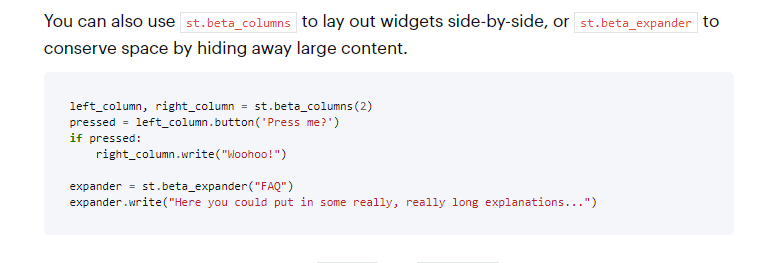 You can also use st.beta_columns to lay out widgets side-by-side, or st.beta_expander to
conserve space by hiding away large content.
left_column, right_column = st.beta_columns(2)
pressed = left_column.button('Press me?')
if pressed:
    right_column.write("Woohoo!")
expander = st.beta_expander("FAQ")
expander.write("Here you could put in some really, really long explanations...")